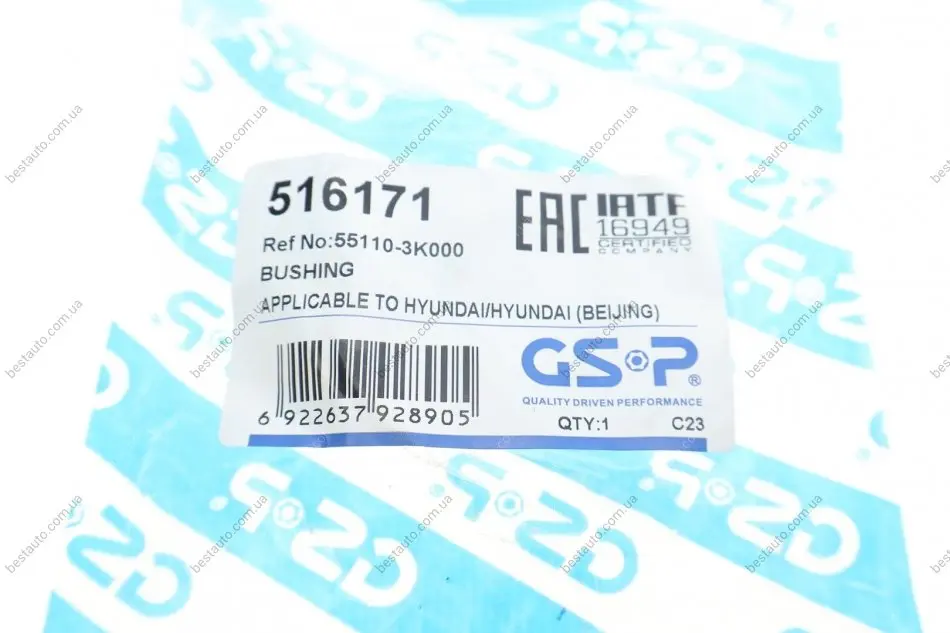 516171
Ref No:55110-3K000
BUSHING
APPLICABLE TO HYUNDAI/HYUNDAI (BEIJING)
EAC
IATF
16949
CERTIFIED
COMPANY
GSP®
QUALITY DRIVEN PERFORMANCE
6 922637 928905
QTY:1 C23
bestauto.com.ua